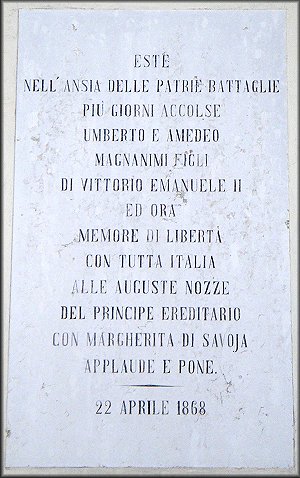 ESTE
NELL'ANSIA DELLE PATRIE BATTAGLIE
PIÙ GIORNI ACCOLSE
UMBERTO E AMEDEO
MAGNANIMI FIGLI
DI VITTORIO EMANUELE II
ED ORA
MEMORE DI LIBERTÀ
CON TUTTA ITALIA
ALLE AUGUSTE NOZZE
DEL PRINCIPE EREDITARIO
CON MARGHERITA DI SAVOJA
APPLAUDE E PONE.
22 APRILE 1868